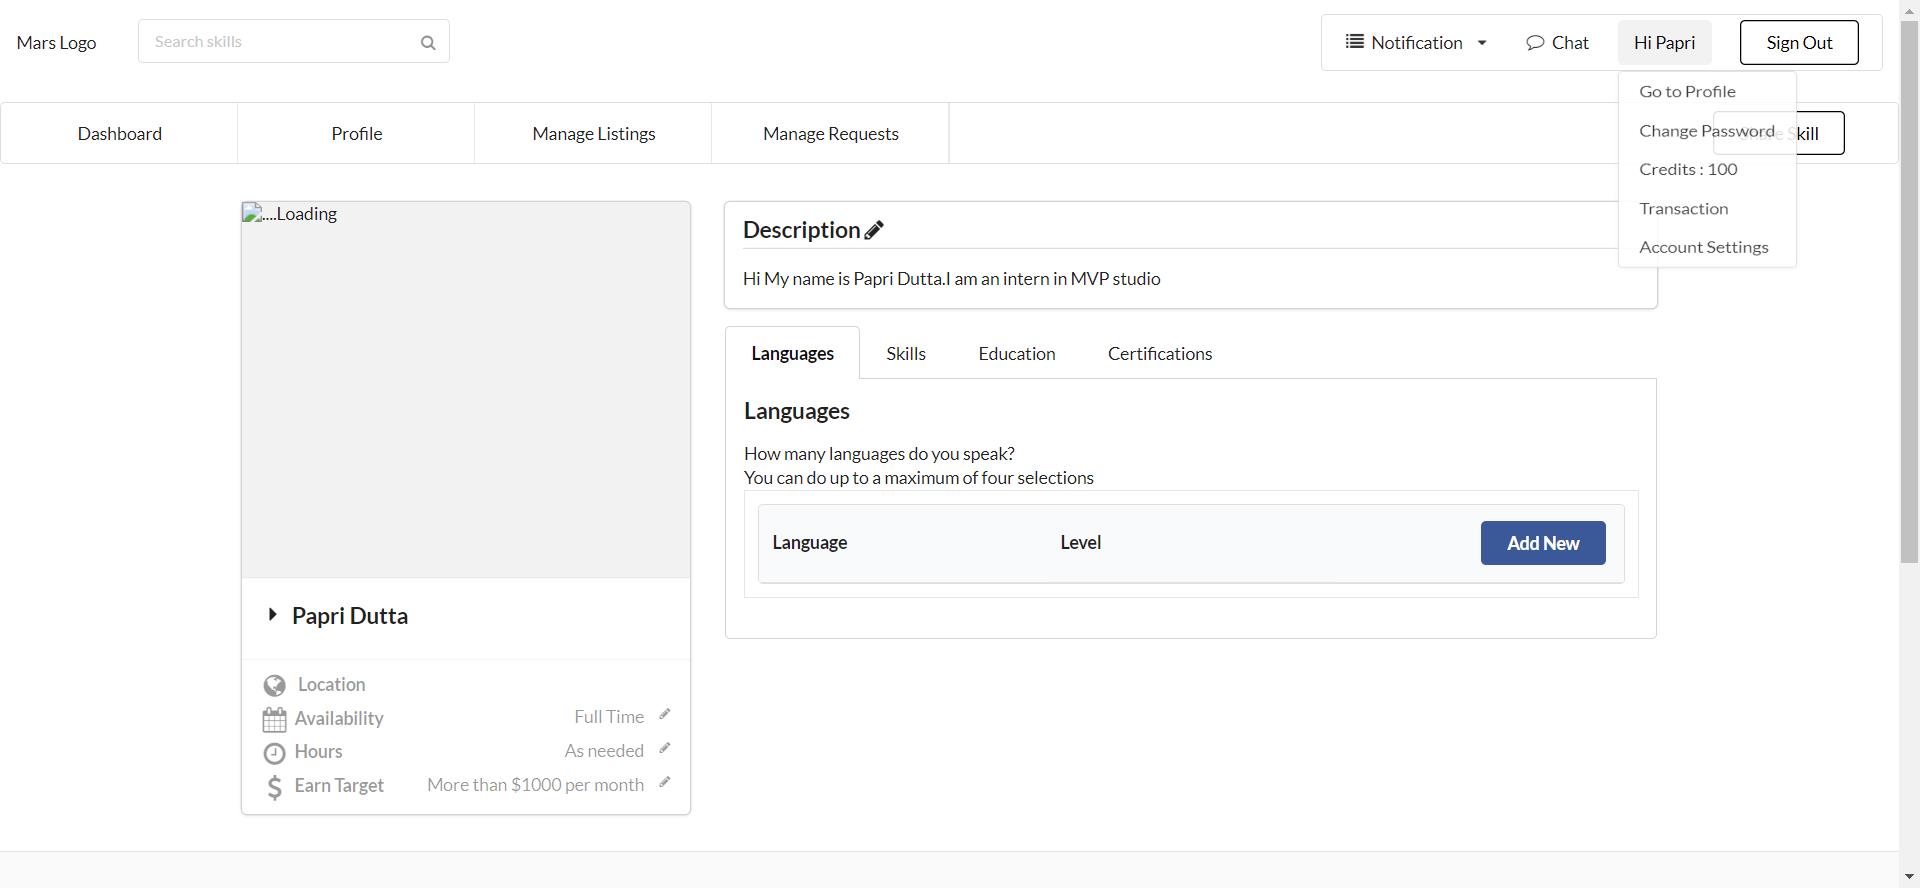 Mars Logo
Search skills
Notification
Chat
Hi Papri
Sign Out
Go to Profile
Change Password
Credits : 100
Transaction
Account Settings
Dashboard
Profile
Manage Listings
Manage Requests
Skill
....Loading
Papri Dutta
Location
Availability Full Time
Hours As needed
Earn Target More than $1000 per month
Description
Hi My name is Papri Dutta.I am an intern in MVP studio
Languages
Skills
Education
Certifications
Languages
How many languages do you speak?
You can do up to a maximum of four selections
Language Level Add New